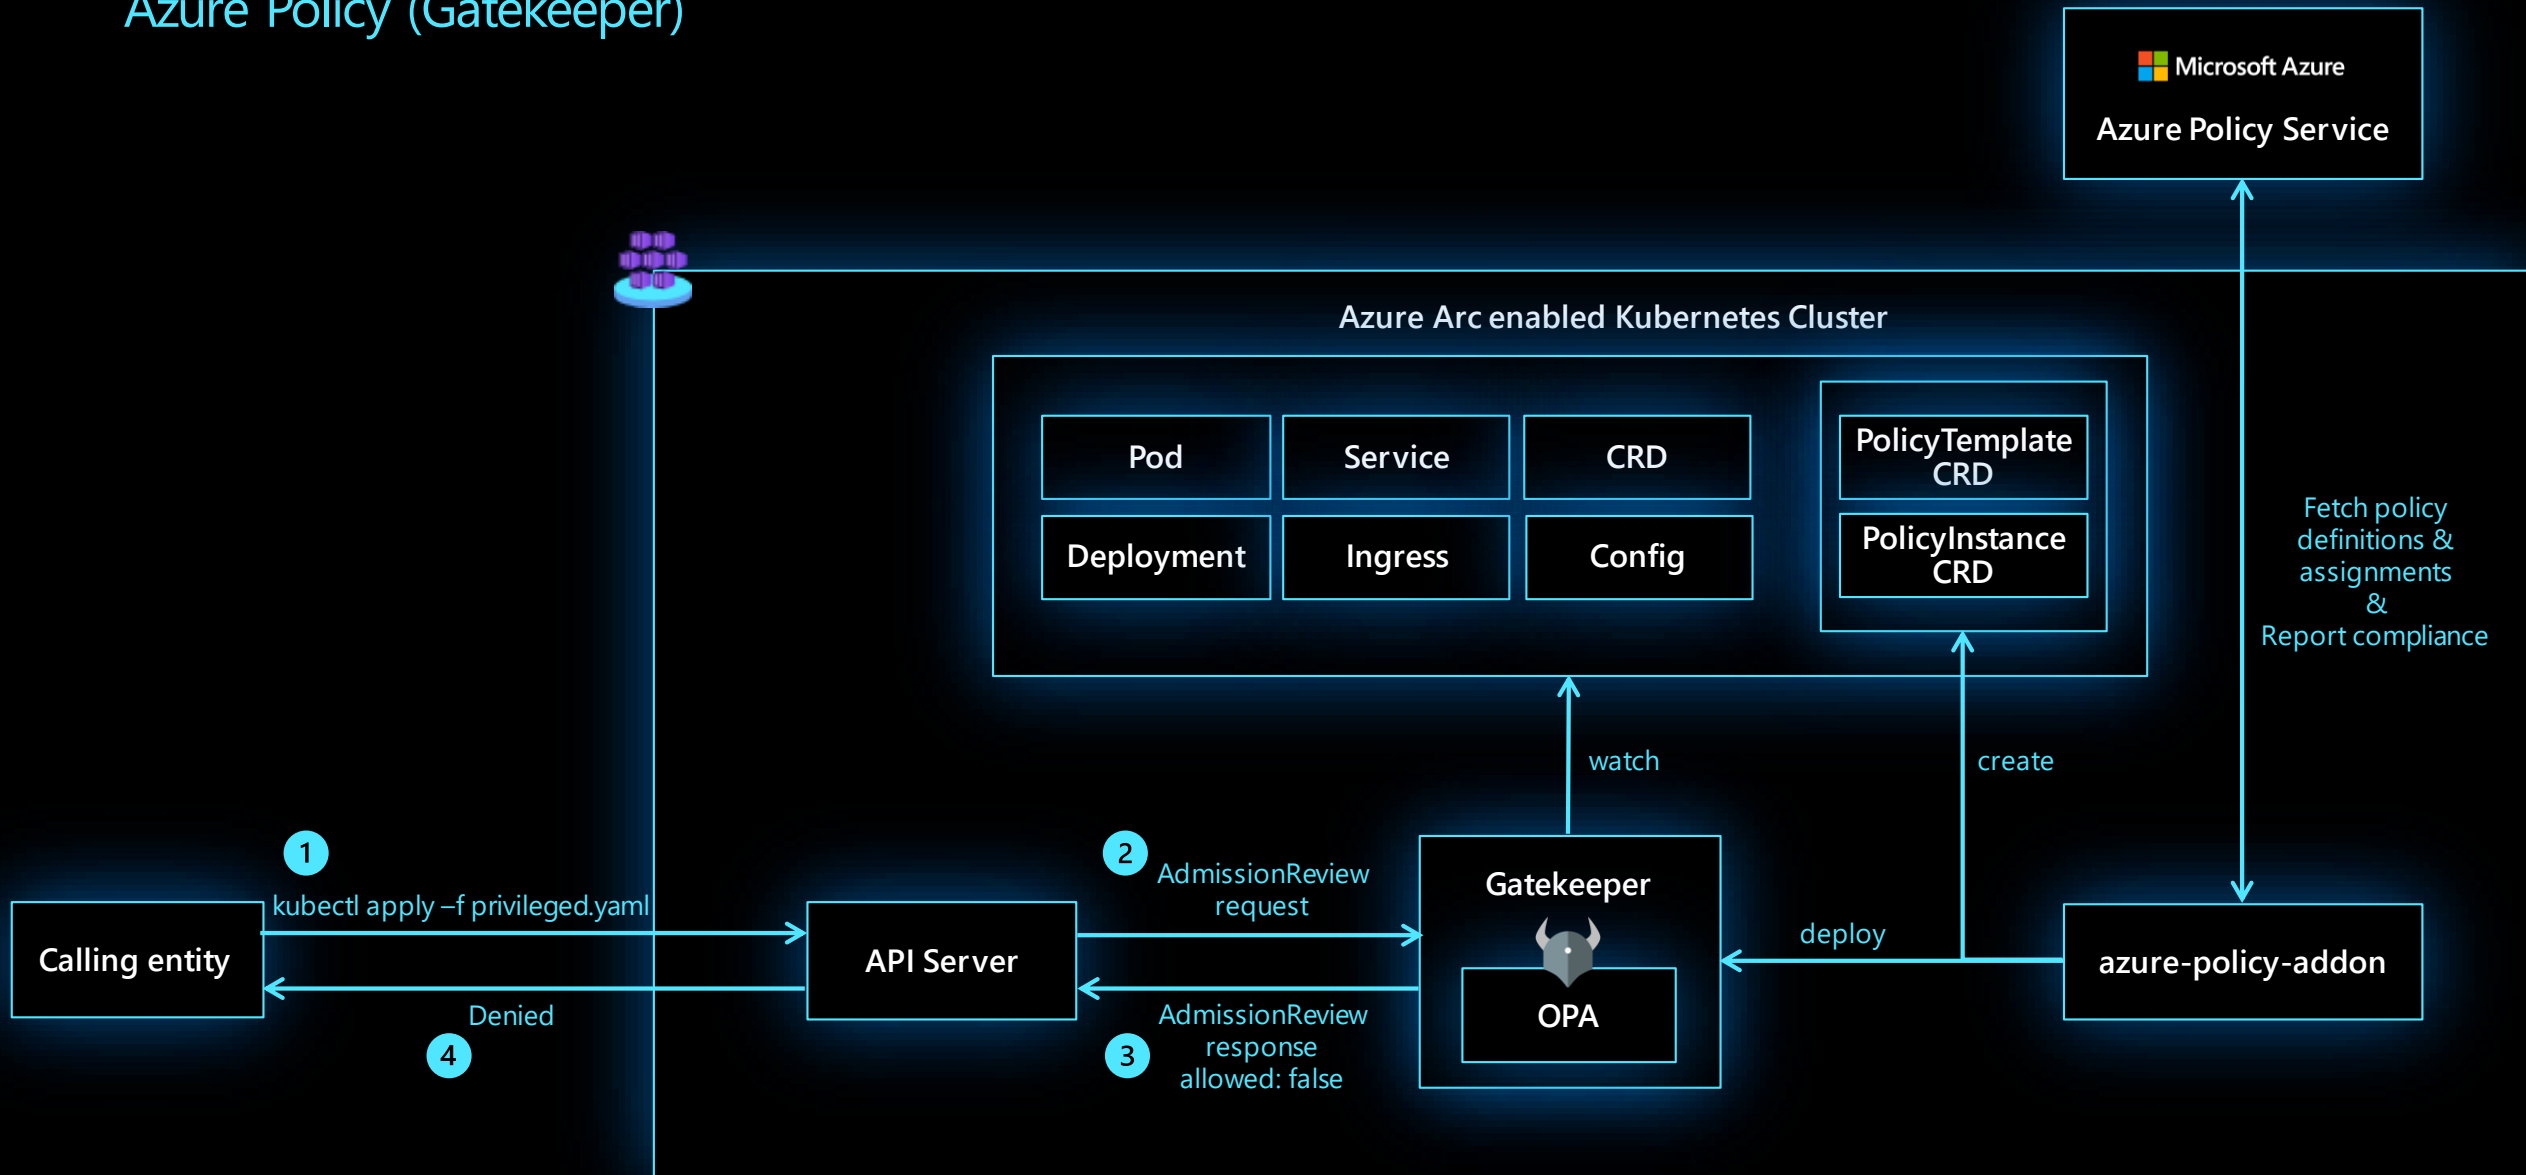 Azure Policy (Gatekeeper)
Microsoft Azure
Azure Policy Service
Azure Arc enabled Kubernetes Cluster
Pod
Service
CRD
PolicyTemplate
CRD
Deployment
Ingress
Config
PolicyInstance
CRD
Fetch policy
definitions &
assignments
&
Report compliance
watch
create
1
kubectl apply –f privileged.yaml
2
AdmissionReview
request
Gatekeeper
deploy
Calling entity
API Server
azure-policy-addon
OPA
Denied
4
3
AdmissionReview
response
allowed: false